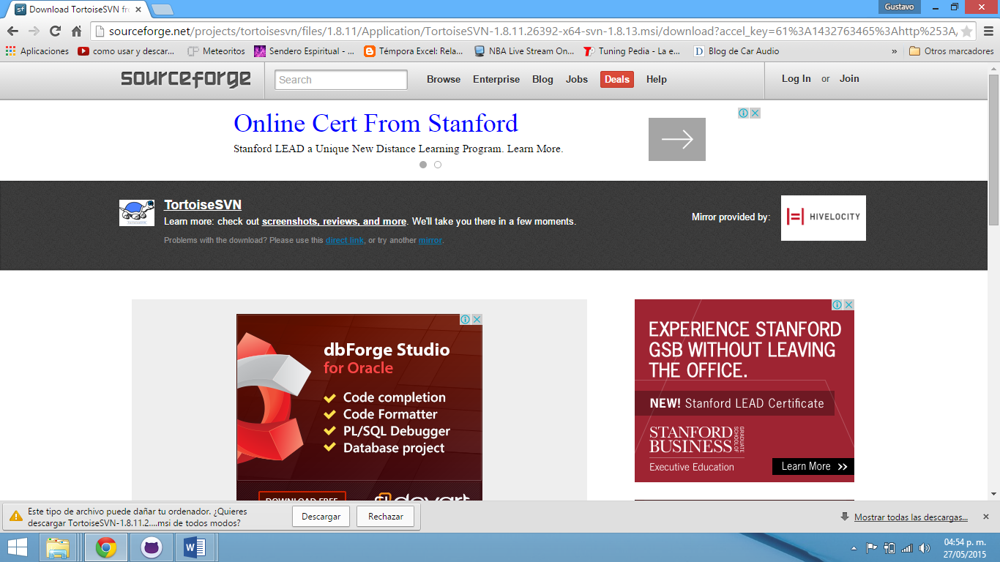 Download TortoiseSVN fr
Gustavo
sourceforge.net/projects/tortoisesvn/files/1.8.11/Application/TortoiseSVN-1.8.11.26392-x64-svn-1.8.13.msi/download?accel_key=61%3A1432763465%3Ahttp%253A/
Aplicaciones
como usar y descar...
Meteoritos
Sendero Espiritual - ...
Témpora Excel: Rela...
NBA Live Stream On...
Tuning Pedia - La e...
Blog de Car Audio
»
Otros marcadores
sourceforge
Search
Browse
Enterprise
Blog
Jobs
Deals
Help
Log In or Join
Online Cert From Stanford
Stanford LEAD a Unique New Distance Learning Program. Learn More.
TortoiseSVN
Learn more: check out screenshots, reviews, and more. We'll take you there in a few moments.
Problems with the download? Please use this direct link, or try another mirror.
Mirror provided by:
HIVELOCITY
dbForge Studio
for Oracle
Code completion
Code Formatter
PL/SQL Debugger
Database project
DOWNLOAD FREE
devart
EXPERIENCE STANFORD
GSB WITHOUT LEAVING
THE OFFICE.
NEW! Stanford LEAD Certificate
STANFORD
BUSINESS
GRADUATE
SCHOOL OF
Executive Education
Learn More >>
Este tipo de archivo puede dañar tu ordenador. ¿Quieres
descargar TortoiseSVN-1.8.11.2....msi de todos modos?
Descargar
Rechazar
Mostrar todas las descargas...
04:54 p. m.
27/05/2015